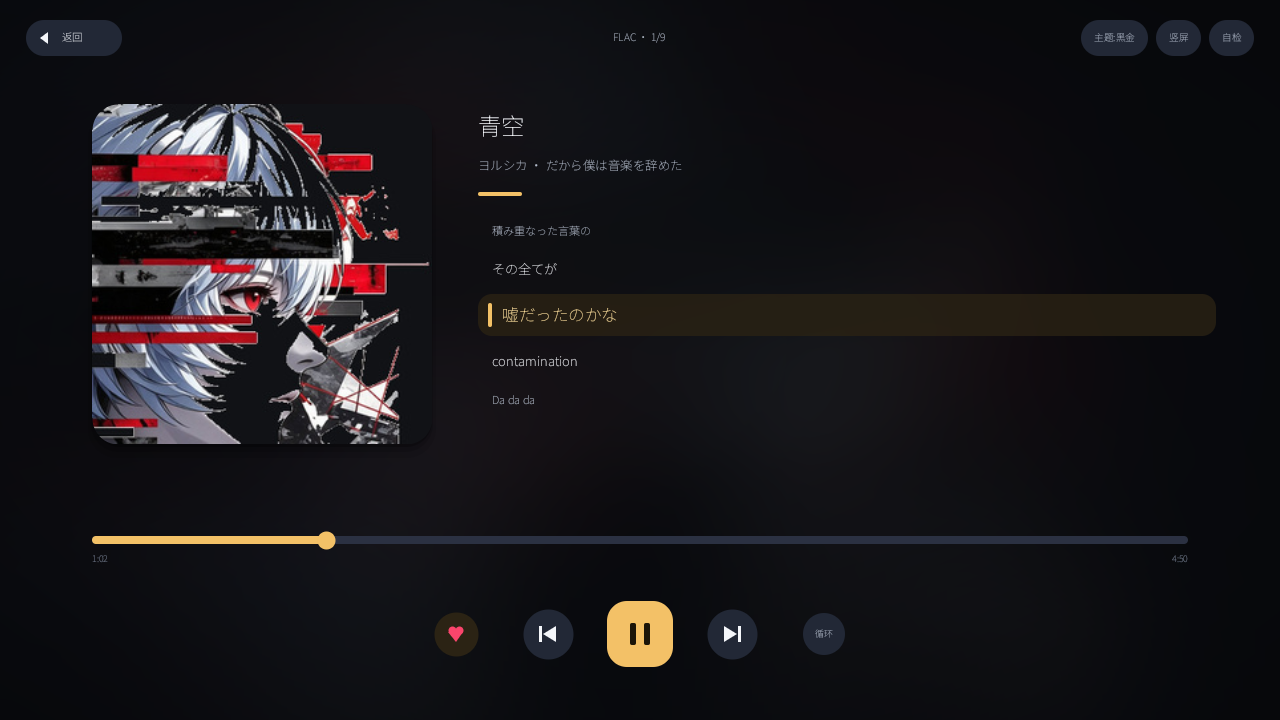 返回
FLAC • 1/9
主题:黑金
竖屏
自检
青空
ヨルシカ • だから僕は音楽を辞めた
積み重なった言葉の
その全てが
嘘だったのかな
contamination
Da da da
1:02
4:50
循环